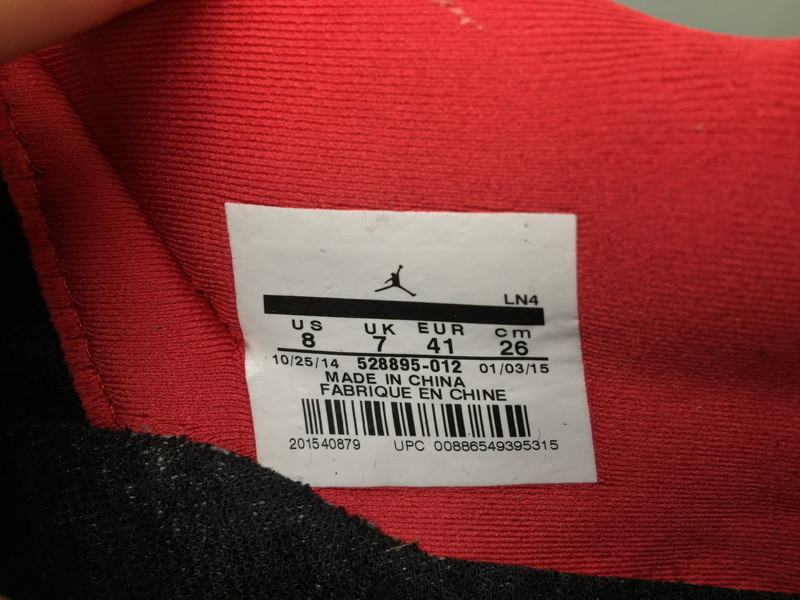 LN4
US UK EUR cm
8 7 41 26
10/25/14 528895-012 01/03/15
MADE IN CHINA
FABRIQUE EN CHINE
201540879 UPC 00886549395315